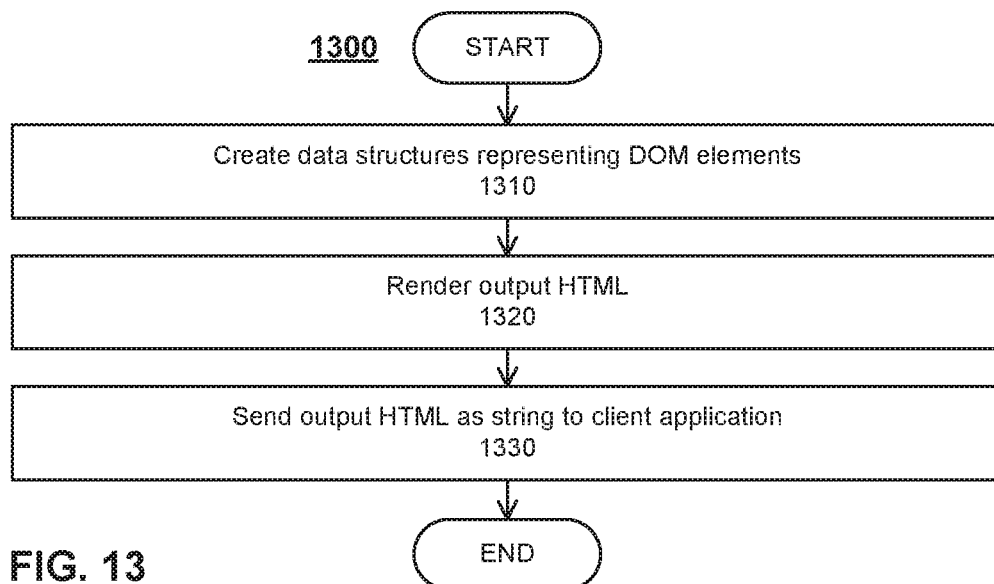 1300
START
Create data structures representing DOM elements
1310
Render output HTML
1320
Send output HTML as string to client application
1330
END
FIG. 13